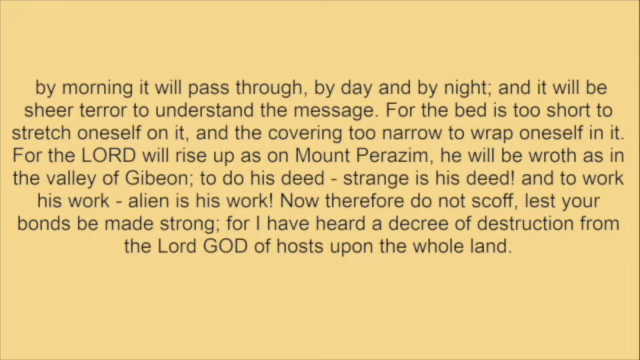 by morning it will pass through, by day and by night; and it will be
sheer terror to understand the message. For the bed is too short to
stretch oneself on it, and the covering too narrow to wrap oneself in it.
For the LORD will rise up as on Mount Perazim, he will be wroth as in
the valley of Gibeon; to do his deed - strange is his deed! and to work
his work - alien is his work! Now therefore do not scoff, lest your
bonds be made strong; for I have heard a decree of destruction from
the Lord GOD of hosts upon the whole land.